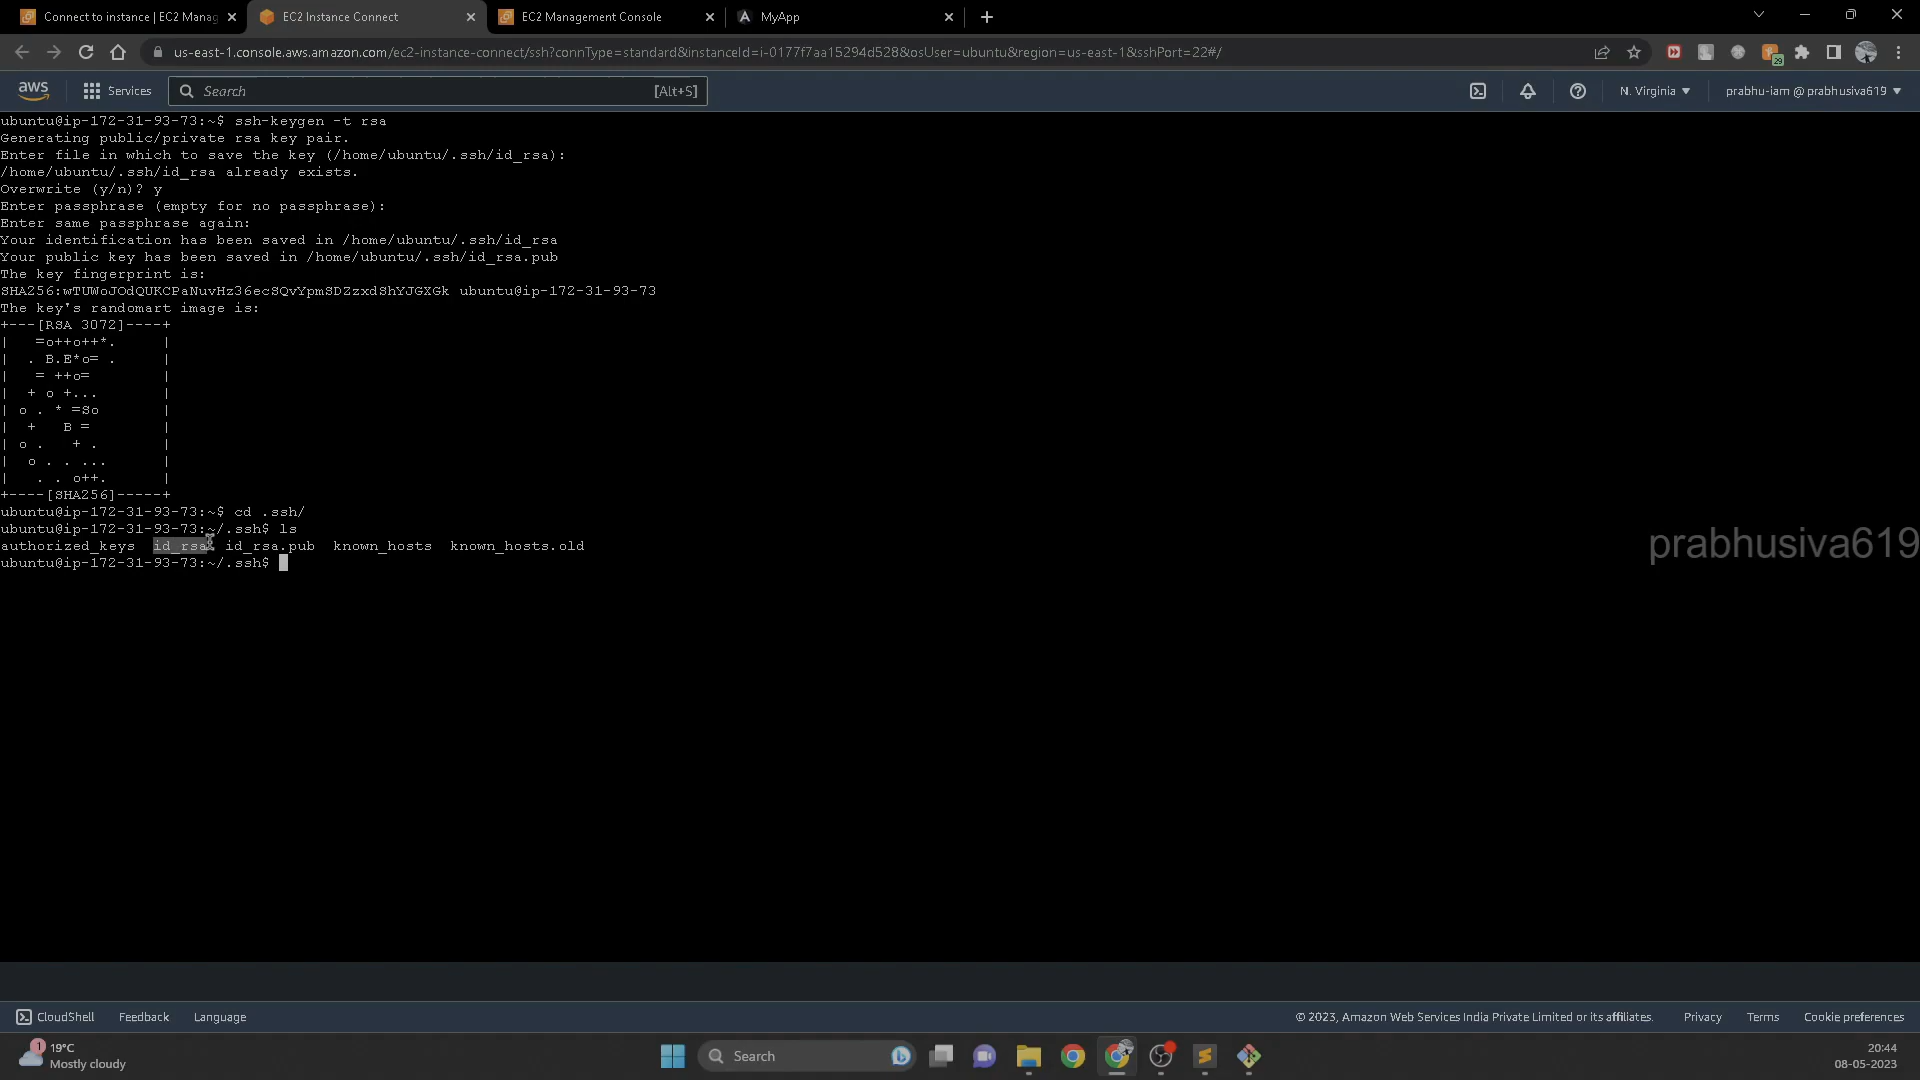 Connect to instance | EC2 Manag
EC2 Instance Connect
EC2 Management Console
MyApp
us-east-1.console.aws.amazon.com/ec2-instance-connect/ssh?connType=standard&instanceId=i-0177f7aa15294d528&osUser=ubuntu&region=us-east-1&sshPort=22#/
29
aws
Services
Search
[Alt+S]
N. Virginia
prabhu-iam @ prabhusiva619
ubuntu@ip-172-31-93-73:~$ ssh-keygen -t rsa
Generating public/private rsa key pair.
Enter file in which to save the key (/home/ubuntu/.ssh/id_rsa):
/home/ubuntu/.ssh/id_rsa already exists.
Overwrite (y/n)? y
Enter passphrase (empty for no passphrase):
Enter same passphrase again:
Your identification has been saved in /home/ubuntu/.ssh/id_rsa
Your public key has been saved in /home/ubuntu/.ssh/id_rsa.pub
The key fingerprint is:
SHA256:wTUWoJOdQUKCPaNuvHz36ecSQvYpmSDZzxdShYJGXGk ubuntu@ip-172-31-93-73
The key's randomart image is:
+---[RSA 3072]----+
|   =o++o++*.     |
|  . B.E*o= .     |
|   = ++o=        |
|  + o +...       |
| o . * =So       |
|  +   B =        |
| o .   + .       |
|  o . . ...      |
|   . . o++.      |
+----[SHA256]-----+
ubuntu@ip-172-31-93-73:~$ cd .ssh/
ubuntu@ip-172-31-93-73:~/.ssh$ ls
authorized_keys  id_rsa  id_rsa.pub  known_hosts  known_hosts.old
ubuntu@ip-172-31-93-73:~/.ssh$
prabhusiva619
CloudShell
Feedback
Language
© 2023, Amazon Web Services India Private Limited or its affiliates.
Privacy
Terms
Cookie preferences
1
19°C
Mostly cloudy
Search
20:44
08-05-2023